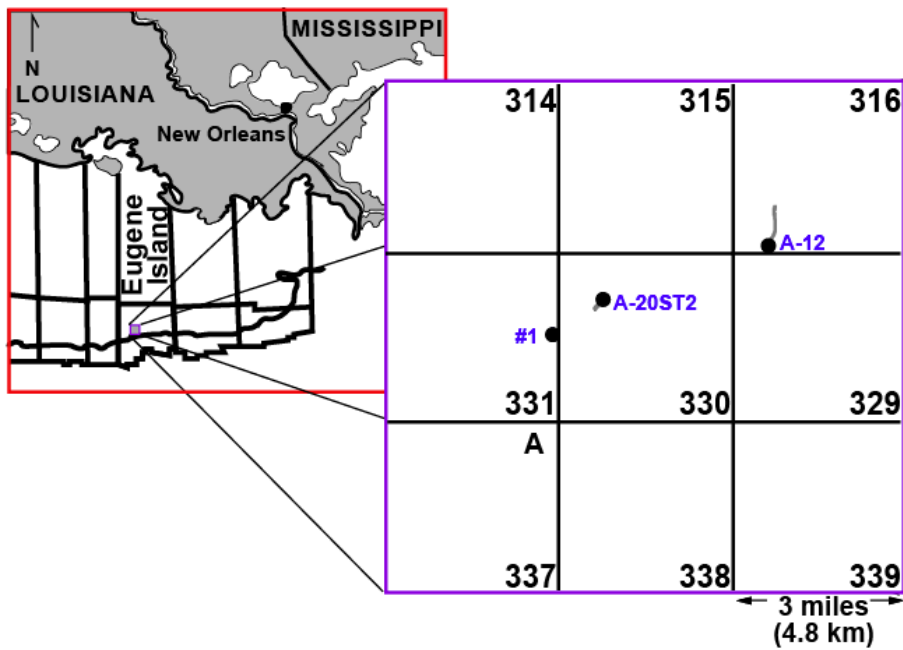 MISSISSIPPI
N
LOUISIANA
New Orleans
Eugene
Island
314
315
316
A-12
A-20ST2
#1
331
330
329
A
337
338
339
3 miles
(4.8 km)